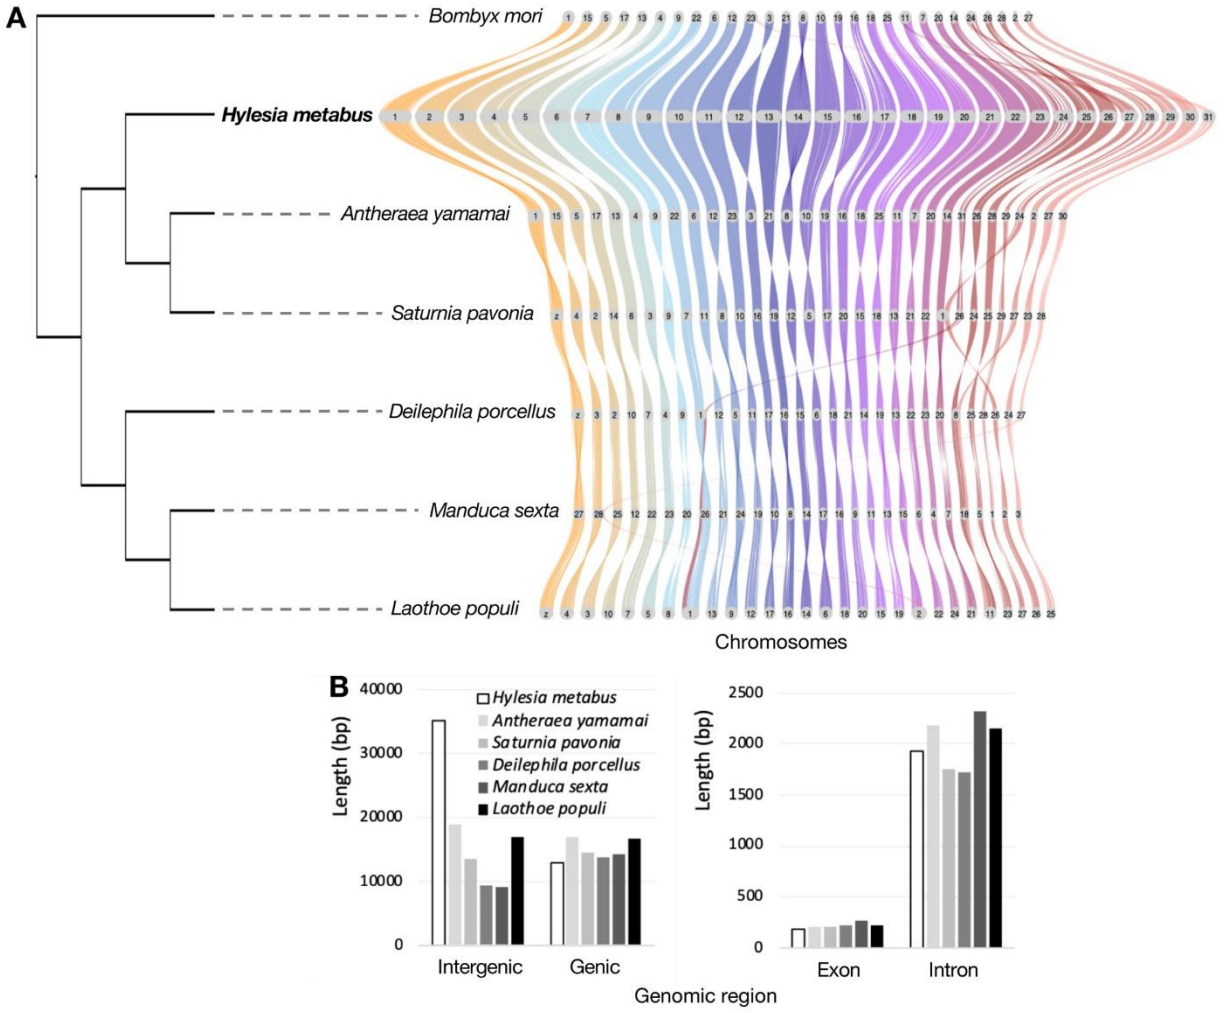 A
Bombyx mori 1 15 5 17 13 4 9 22 6 12 23 3 21 8 10 19 16 18 25 11 7 20 14 24 26 28 2 27
Hylesia metabus 1 2 3 4 5 6 7 8 9 10 11 12 13 14 15 16 17 18 19 20 21 22 23 24 25 26 27 28 29 30 31
Antheraea yamamai 1 15 5 17 13 4 9 22 6 12 23 3 21 8 10 19 16 18 25 11 7 20 14 31 26 28 29 24 2 27 30
Saturnia pavonia z 4 2 14 6 3 9 7 11 8 10 16 19 12 5 17 20 15 18 13 21 22 1 26 24 25 29 27 23 28
Deilephila porcellus z 3 2 10 7 4 9 1 12 5 11 17 16 15 6 18 21 14 19 13 22 23 20 8 25 28 26 24 27
Manduca sexta 27 28 25 12 22 23 20 26 21 24 19 10 8 14 17 16 9 11 13 15 6 4 7 18 5 1 2 3
Laothoe populi z 4 3 10 7 5 8 1 13 9 12 17 16 14 6 18 20 15 19 2 22 24 21 11 23 27 26 25
Chromosomes
B
Length (bp)
40000
30000
20000
10000
0
Hylesia metabus
Antheraea yamamai
Saturnia pavonia
Deilephila porcellus
Manduca sexta
Laothoe populi
Intergenic Genic
Length (bp)
2500
2000
1500
1000
500
0
Exon Intron
Genomic region